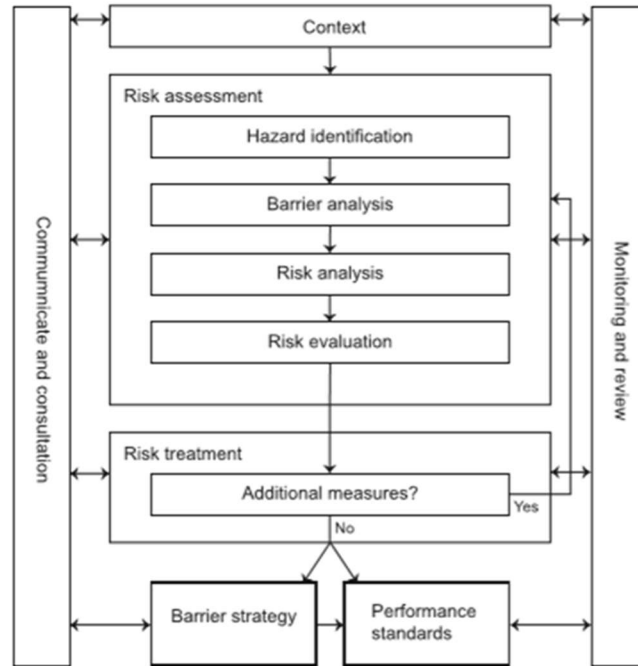 Context
Risk assessment
Hazard identification
Barrier analysis
Risk analysis
Risk evaluation
Risk treatment
Additional measures?
Yes
No
Barrier strategy
Performance
standards
Commumnicate and consultation
Monitoring and review